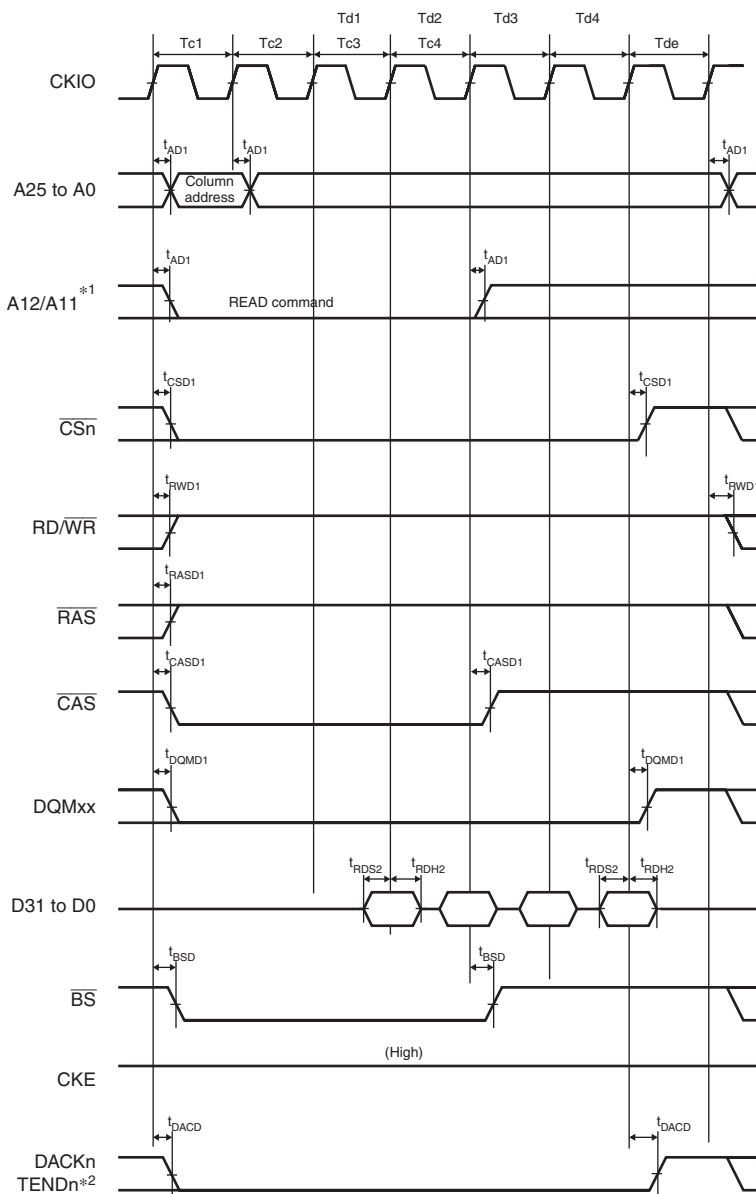 Td1 Td2 Td3 Td4
Tc1 Tc2 Tc3 Tc4 Tde
CKIO
tAD1 tAD1 tAD1
A25 to A0
Column
address
tAD1 tAD1
A12/A11*1
READ command
tCSD1 tCSD1
CSn
tRWD1 tRWD1
RD/WR
tRASD1
RAS
tCASD1 tCASD1
CAS
tDQMD1 tDQMD1
DQMxx
tRDS2 tRDH2 tRDS2 tRDH2
D31 to D0
tBSD tBSD
BS
(High)
CKE
tDACD tDACD
DACKn
TENDn*2